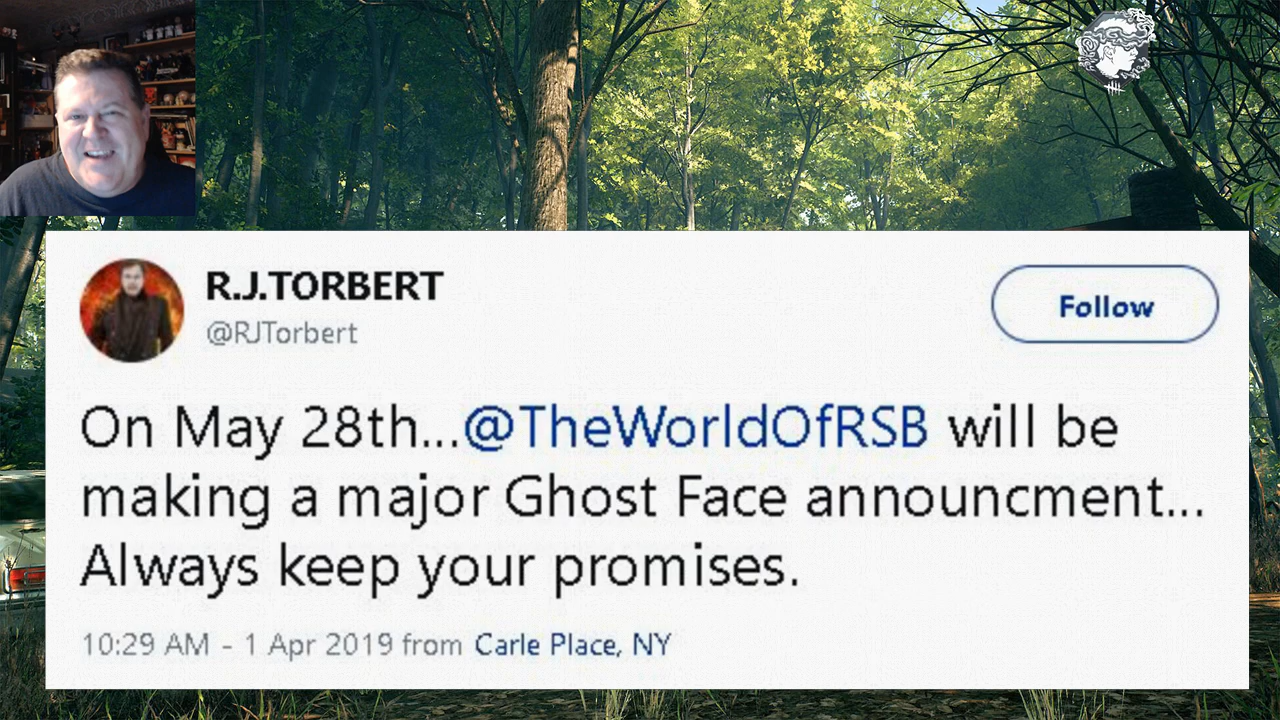 R.J.TORBERT
@RJTorbert
Follow
On May 28th...@TheWorldOfRSB will be
making a major Ghost Face announcment...
Always keep your promises.
10:29 AM - 1 Apr 2019 from Carle Place, NY